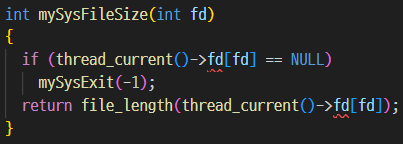 int mySysFileSize(int fd)
{
  if (thread_current()->fd[fd] == NULL)
    mySysExit(-1);
  return file_length(thread_current()->fd[fd]);
}